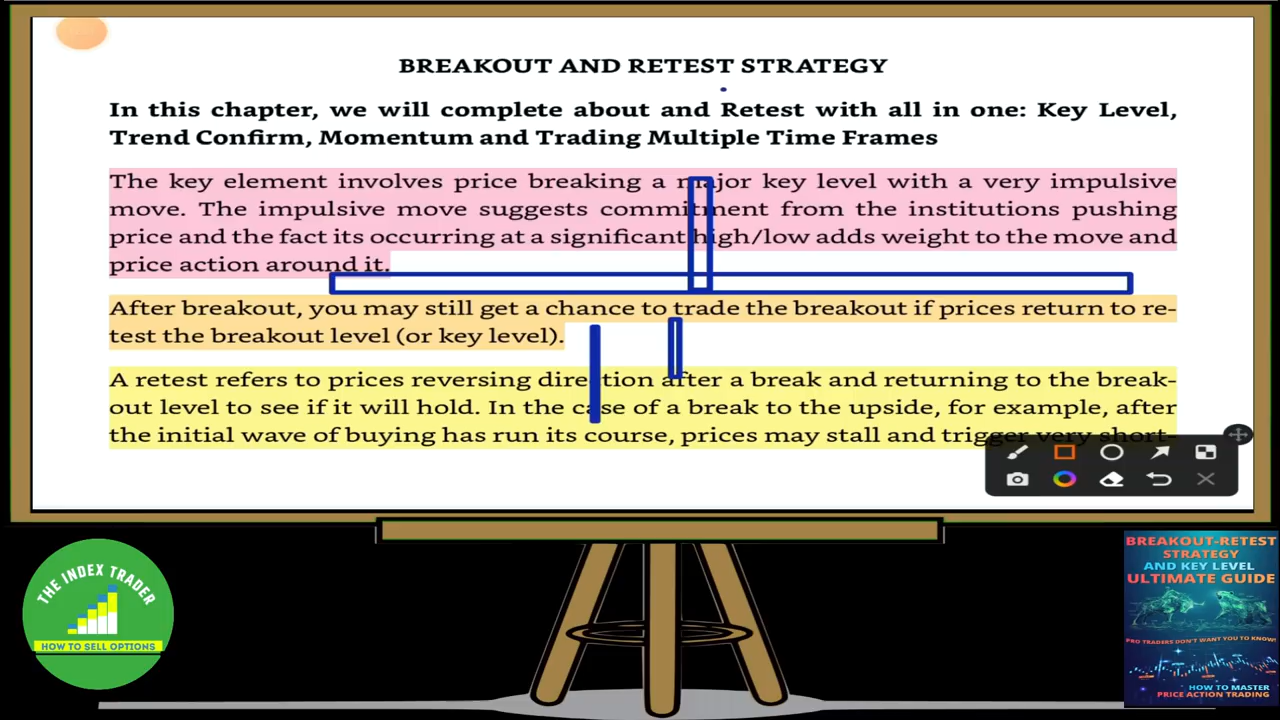 BREAKOUT AND RETEST STRATEGY
In this chapter, we will complete about and Retest with all in one: Key Level,
Trend Confirm, Momentum and Trading Multiple Time Frames
The key element involves price breaking a major key level with a very impulsive
move. The impulsive move suggests commitment from the institutions pushing
price and the fact its occurring at a significant high/low adds weight to the move and
price action around it.
After breakout, you may still get a chance to trade the breakout if prices return to re-
test the breakout level (or key level).
A retest refers to prices reversing direction after a break and returning to the break-
out level to see if it will hold. In the case of a break to the upside, for example, after
the initial wave of buying has run its course, prices may stall and trigger very short-
THE INDEX TRADER
HOW TO SELL OPTIONS
BREAKOUT-RETEST
STRATEGY
AND KEY LEVEL
ULTIMATE GUIDE
PRO TRADERS DON'T WANT YOU TO KNOW!
HOW TO MASTER
PRICE ACTION TRADING